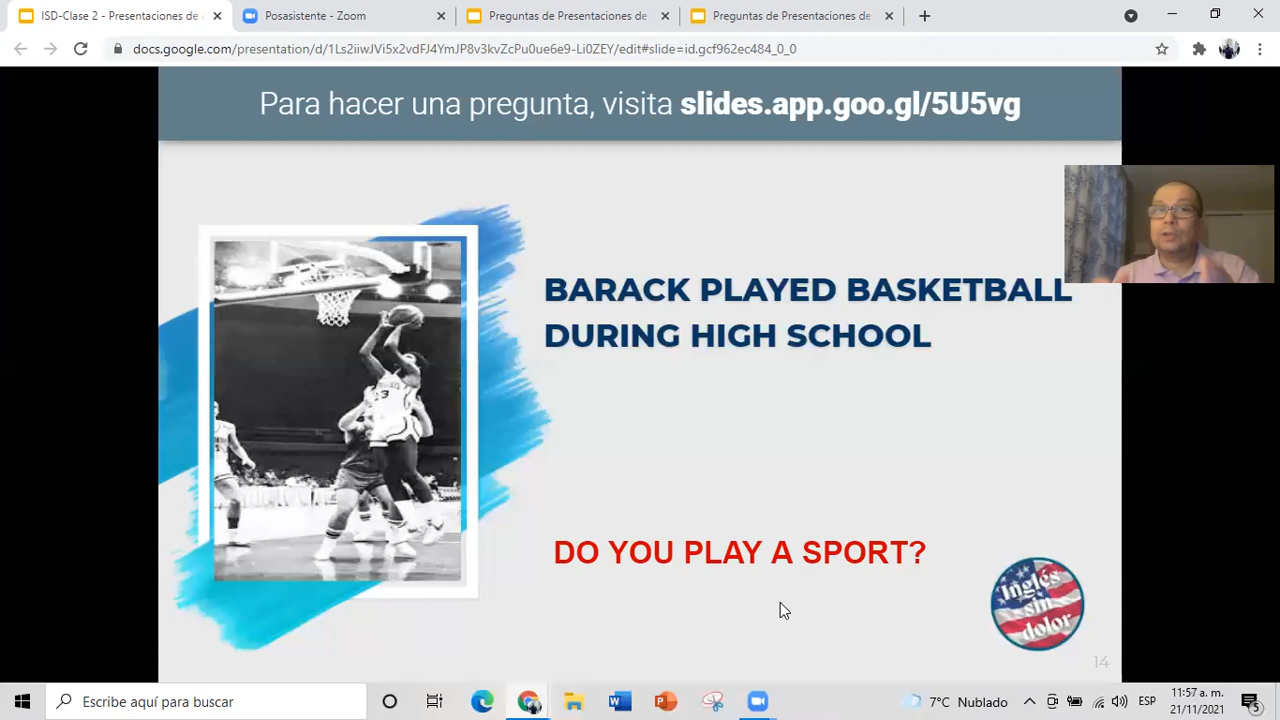 ISD-Clase 2 - Presentaciones de
Posasistente - Zoom
Preguntas de Presentaciones de
Preguntas de Presentaciones de
docs.google.com/presentation/d/1Ls2iiwJVi5x2vdFJ4YmJP8v3kvZcPu0ue6e9-Li0ZEY/edit#slide=id.gcf962ec484_0_0
Para hacer una pregunta, visita slides.app.goo.gl/5U5vg
BARACK PLAYED BASKETBALL
DURING HIGH SCHOOL
DO YOU PLAY A SPORT?
Inglés
sin
dolor
14
Escribe aquí para buscar
7°C Nublado
ESP
11:57 a. m.
21/11/2021
5